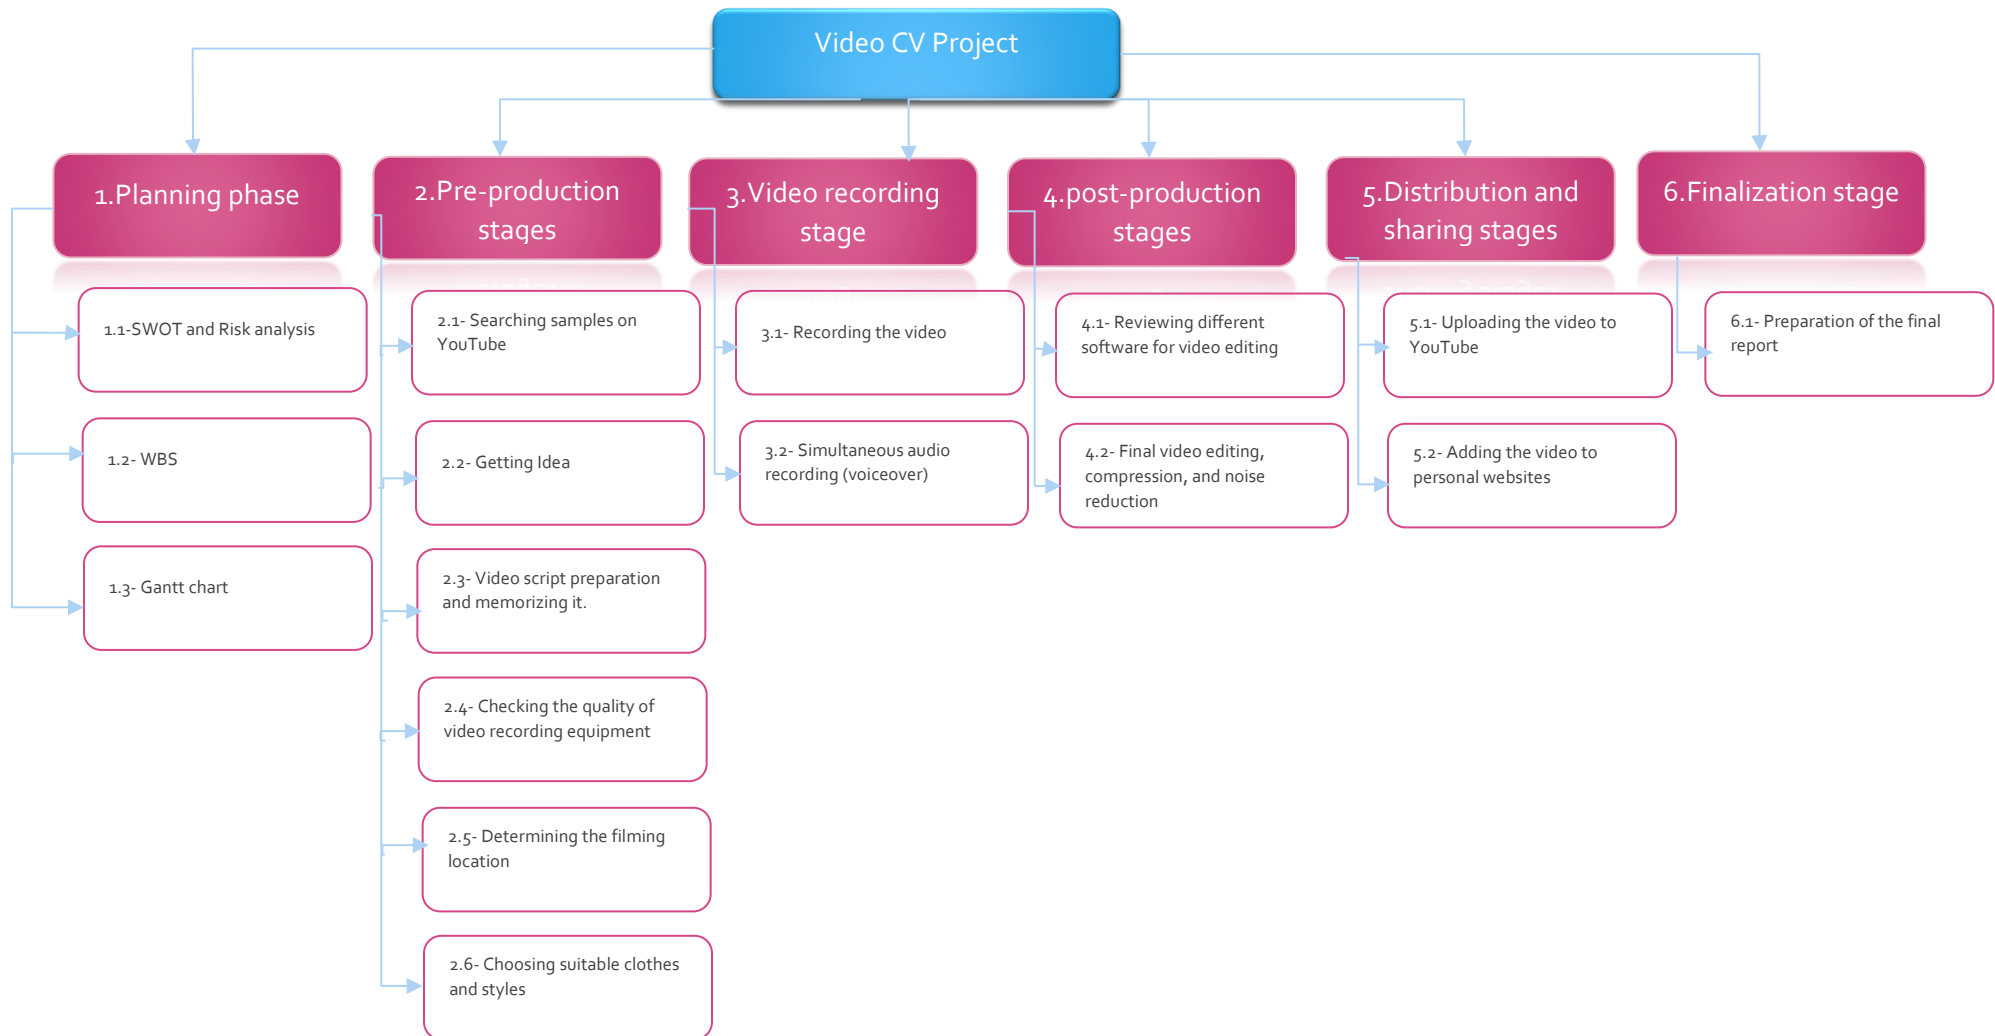 Video CV Project
1.Planning phase
2.Pre-production
stages
3.Video recording
stage
4.post-production
stages
5.Distribution and
sharing stages
6.Finalization stage
1.1-SWOT and Risk analysis
1.2- WBS
1.3- Gantt chart
2.1- Searching samples on
YouTube
2.2- Getting Idea
2.3- Video script preparation
and memorizing it.
2.4- Checking the quality of
video recording equipment
2.5- Determining the filming
location
2.6- Choosing suitable clothes
and styles
3.1- Recording the video
3.2- Simultaneous audio
recording (voiceover)
4.1- Reviewing different
software for video editing
4.2- Final video editing,
compression, and noise
reduction
5.1- Uploading the video to
YouTube
5.2- Adding the video to
personal websites
6.1- Preparation of the final
report